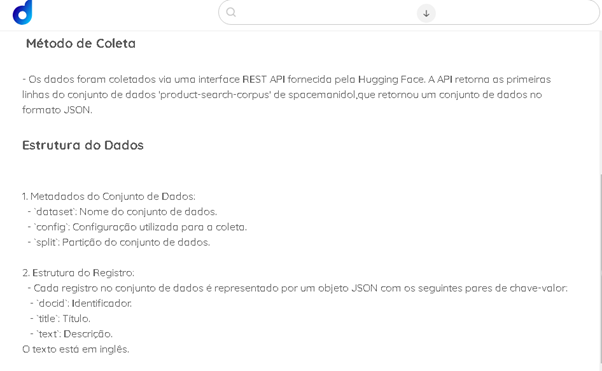 Método de Coleta
- Os dados foram coletados via uma interface REST API fornecida pela Hugging Face. A API retorna as primeiras
linhas do conjunto de dados 'product-search-corpus' de spacemanidol,que retornou um conjunto de dados no
formato JSON.
Estrutura do Dados
1. Metadados do Conjunto de Dados:
- `dataset`: Nome do conjunto de dados.
- `config`: Configuração utilizada para a coleta.
- `split`: Partição do conjunto de dados.
2. Estrutura do Registro:
- Cada registro no conjunto de dados é representado por um objeto JSON com os seguintes pares de chave-valor:
- `docid`: Identificador.
- `title`: Título.
- `text`: Descrição.
O texto está em inglês.